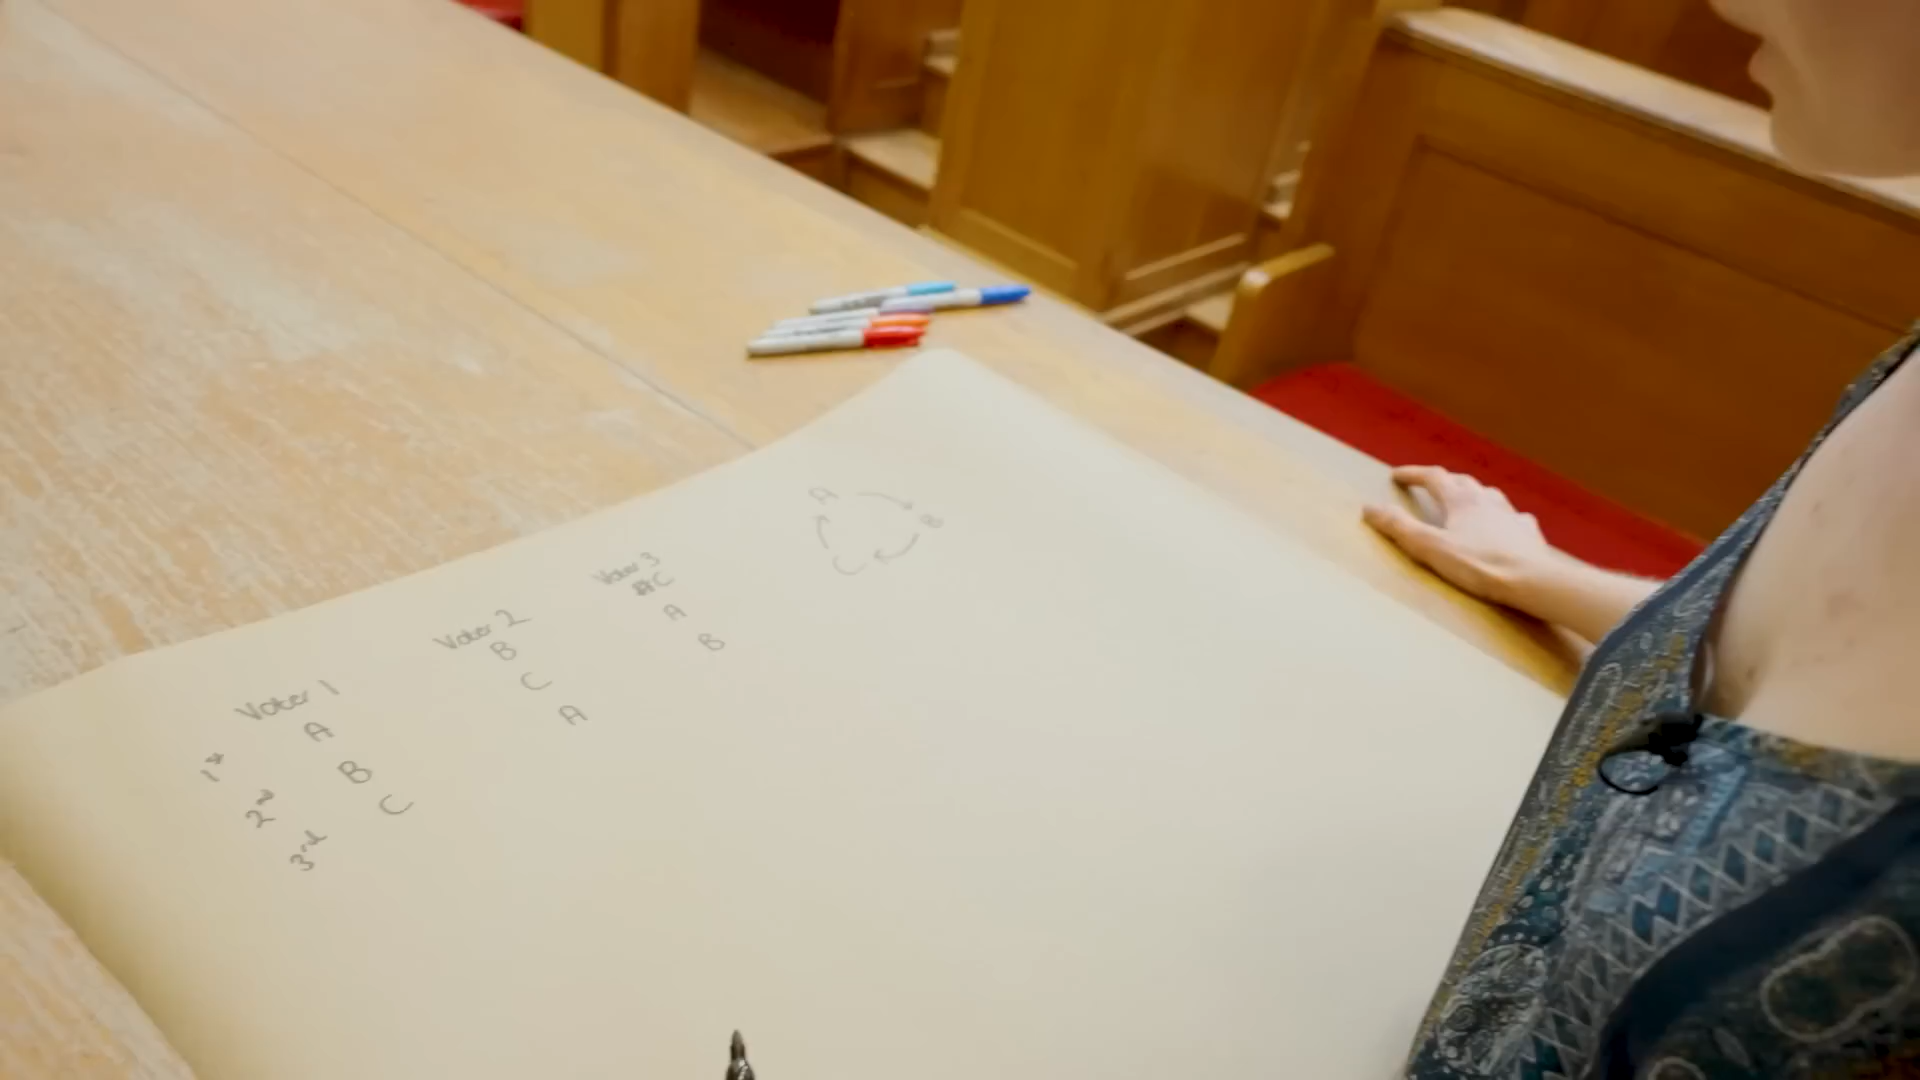 Voter 1 Voter 2 Voter 3
1st A B C
2nd B C A
3rd C A B
A B
C